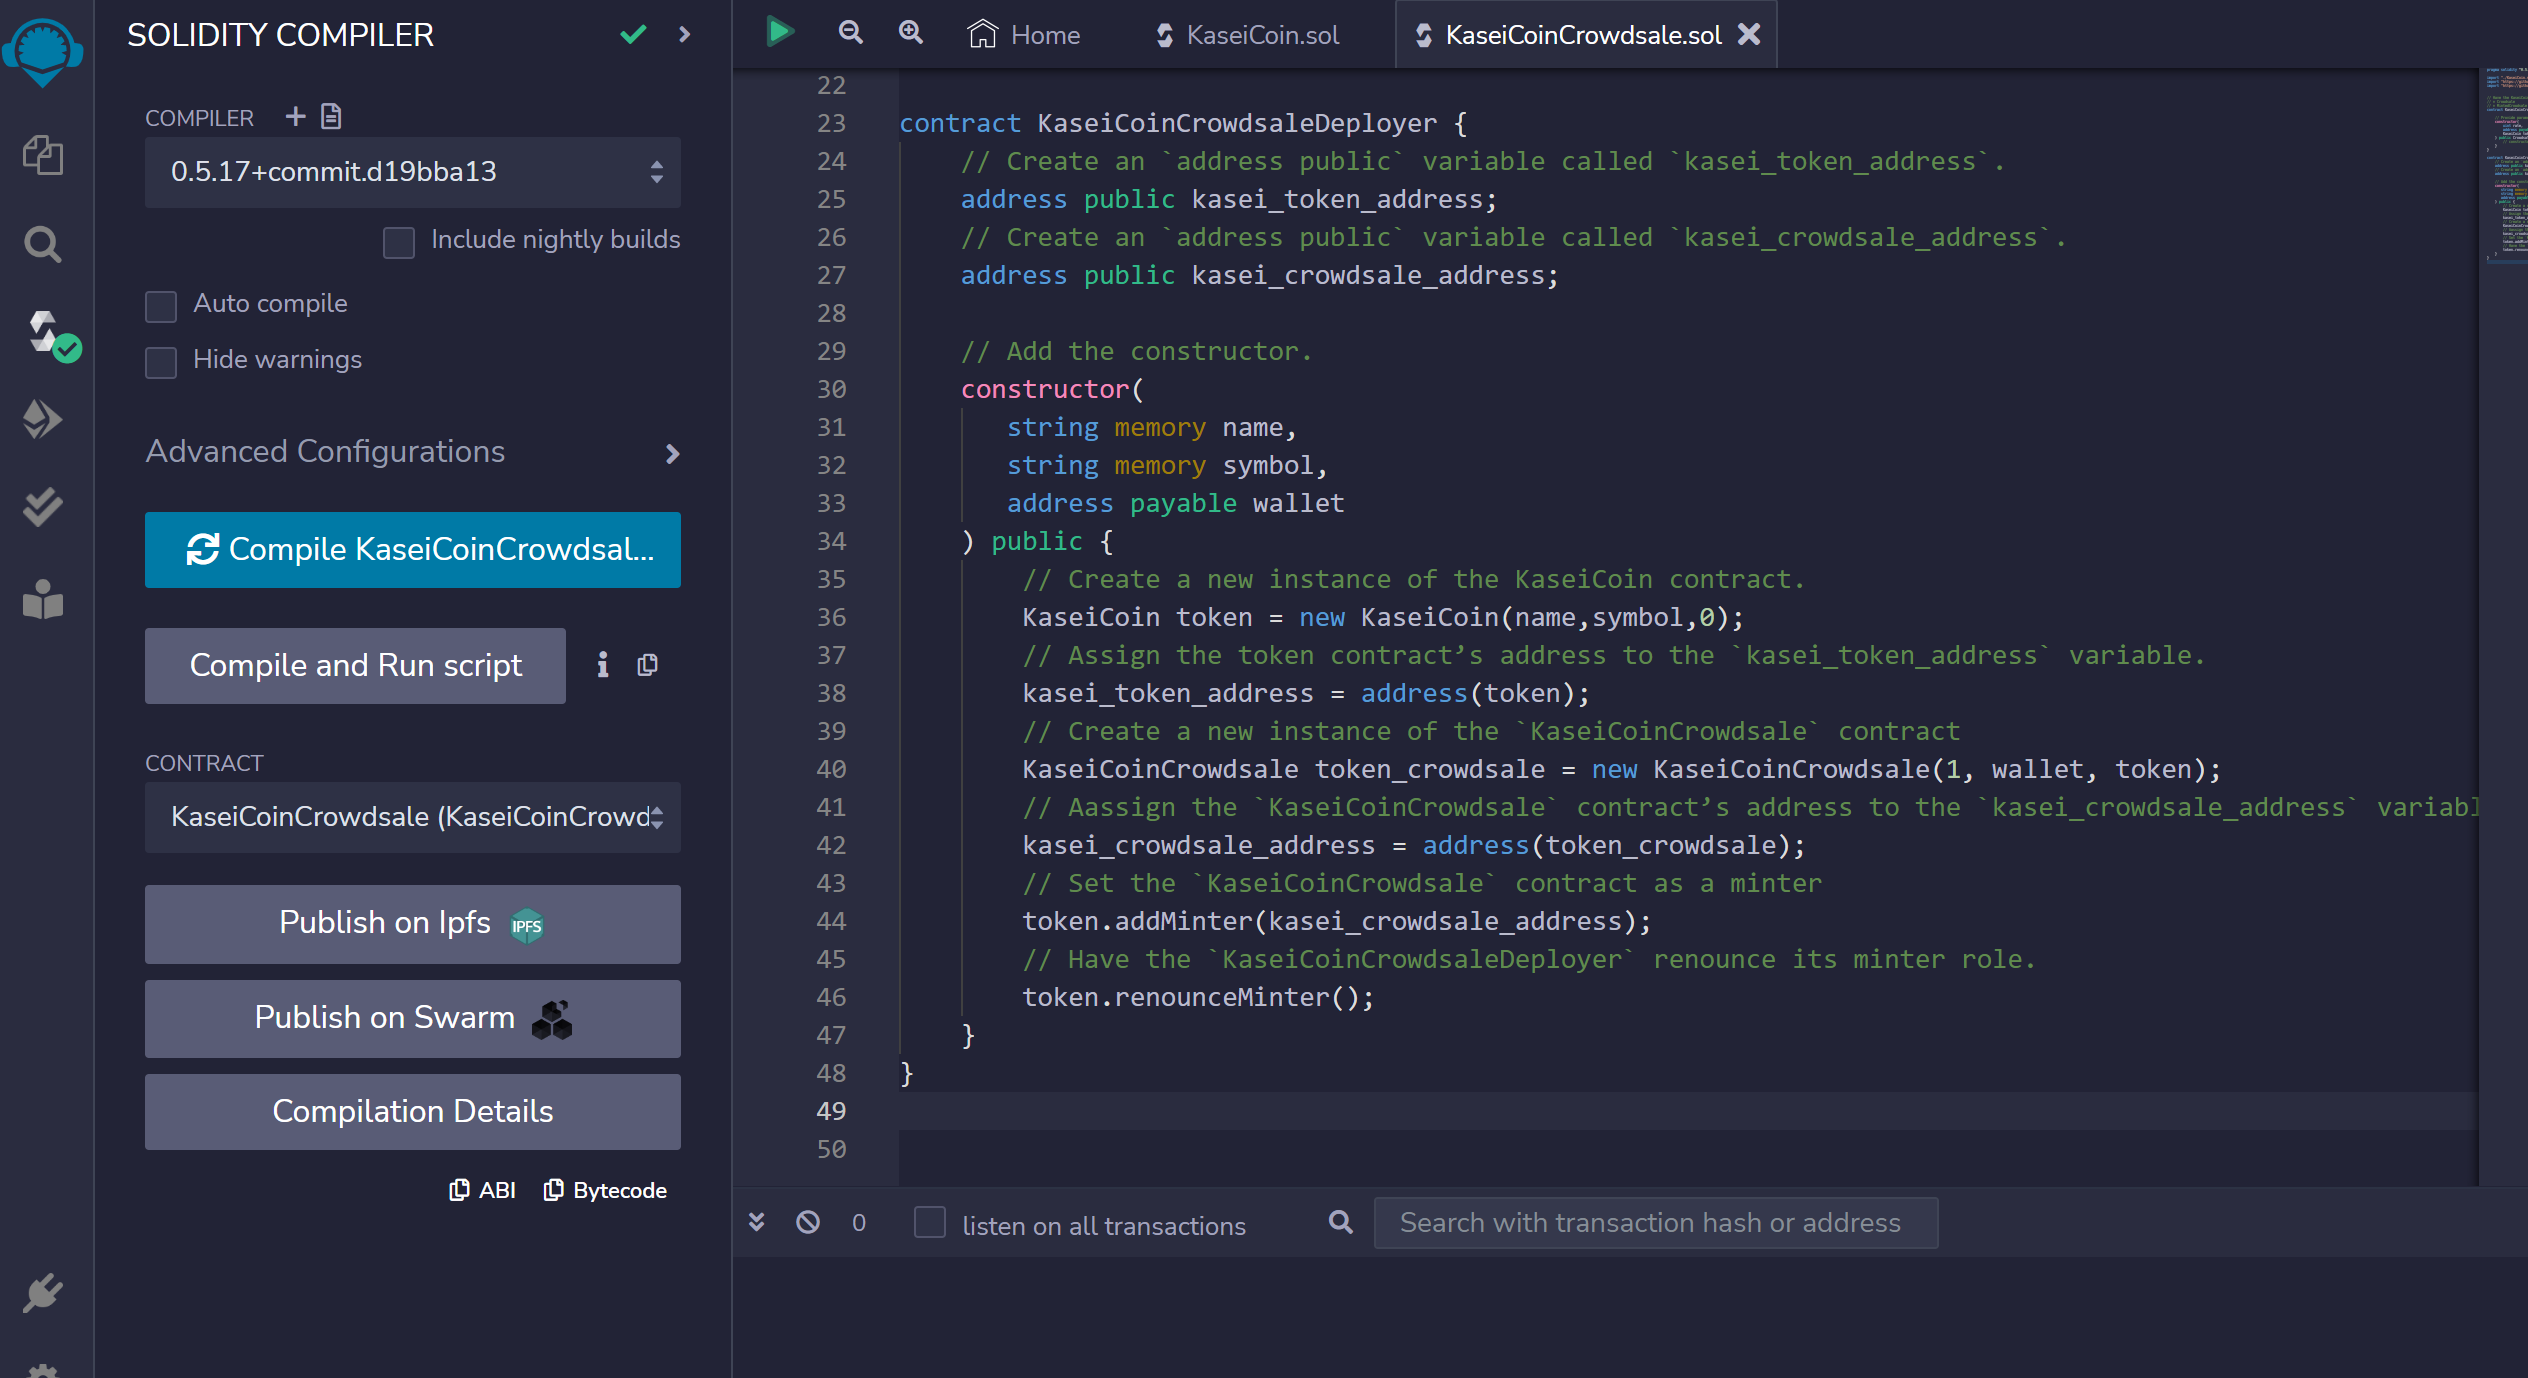 SOLIDITY COMPILER
COMPILER
0.5.17+commit.d19bba13
Include nightly builds
Auto compile
Hide warnings
Advanced Configurations
Compile KaseiCoinCrowdsal...
Compile and Run script
CONTRACT
KaseiCoinCrowdsale (KaseiCoinCrowd
Publish on Ipfs IPFS
Publish on Swarm
Compilation Details
ABI Bytecode
Home KaseiCoin.sol KaseiCoinCrowdsale.sol
22
23 contract KaseiCoinCrowdsaleDeployer {
24 // Create an `address public` variable called `kasei_token_address`.
25 address public kasei_token_address;
26 // Create an `address public` variable called `kasei_crowdsale_address`.
27 address public kasei_crowdsale_address;
28
29 // Add the constructor.
30 constructor(
31 string memory name,
32 string memory symbol,
33 address payable wallet
34 ) public {
35 // Create a new instance of the KaseiCoin contract.
36 KaseiCoin token = new KaseiCoin(name,symbol,0);
37 // Assign the token contract’s address to the `kasei_token_address` variable.
38 kasei_token_address = address(token);
39 // Create a new instance of the `KaseiCoinCrowdsale` contract
40 KaseiCoinCrowdsale token_crowdsale = new KaseiCoinCrowdsale(1, wallet, token);
41 // Aassign the `KaseiCoinCrowdsale` contract’s address to the `kasei_crowdsale_address` variabl
42 kasei_crowdsale_address = address(token_crowdsale);
43 // Set the `KaseiCoinCrowdsale` contract as a minter
44 token.addMinter(kasei_crowdsale_address);
45 // Have the `KaseiCoinCrowdsaleDeployer` renounce its minter role.
46 token.renounceMinter();
47 }
48 }
49
50
0 listen on all transactions Search with transaction hash or address